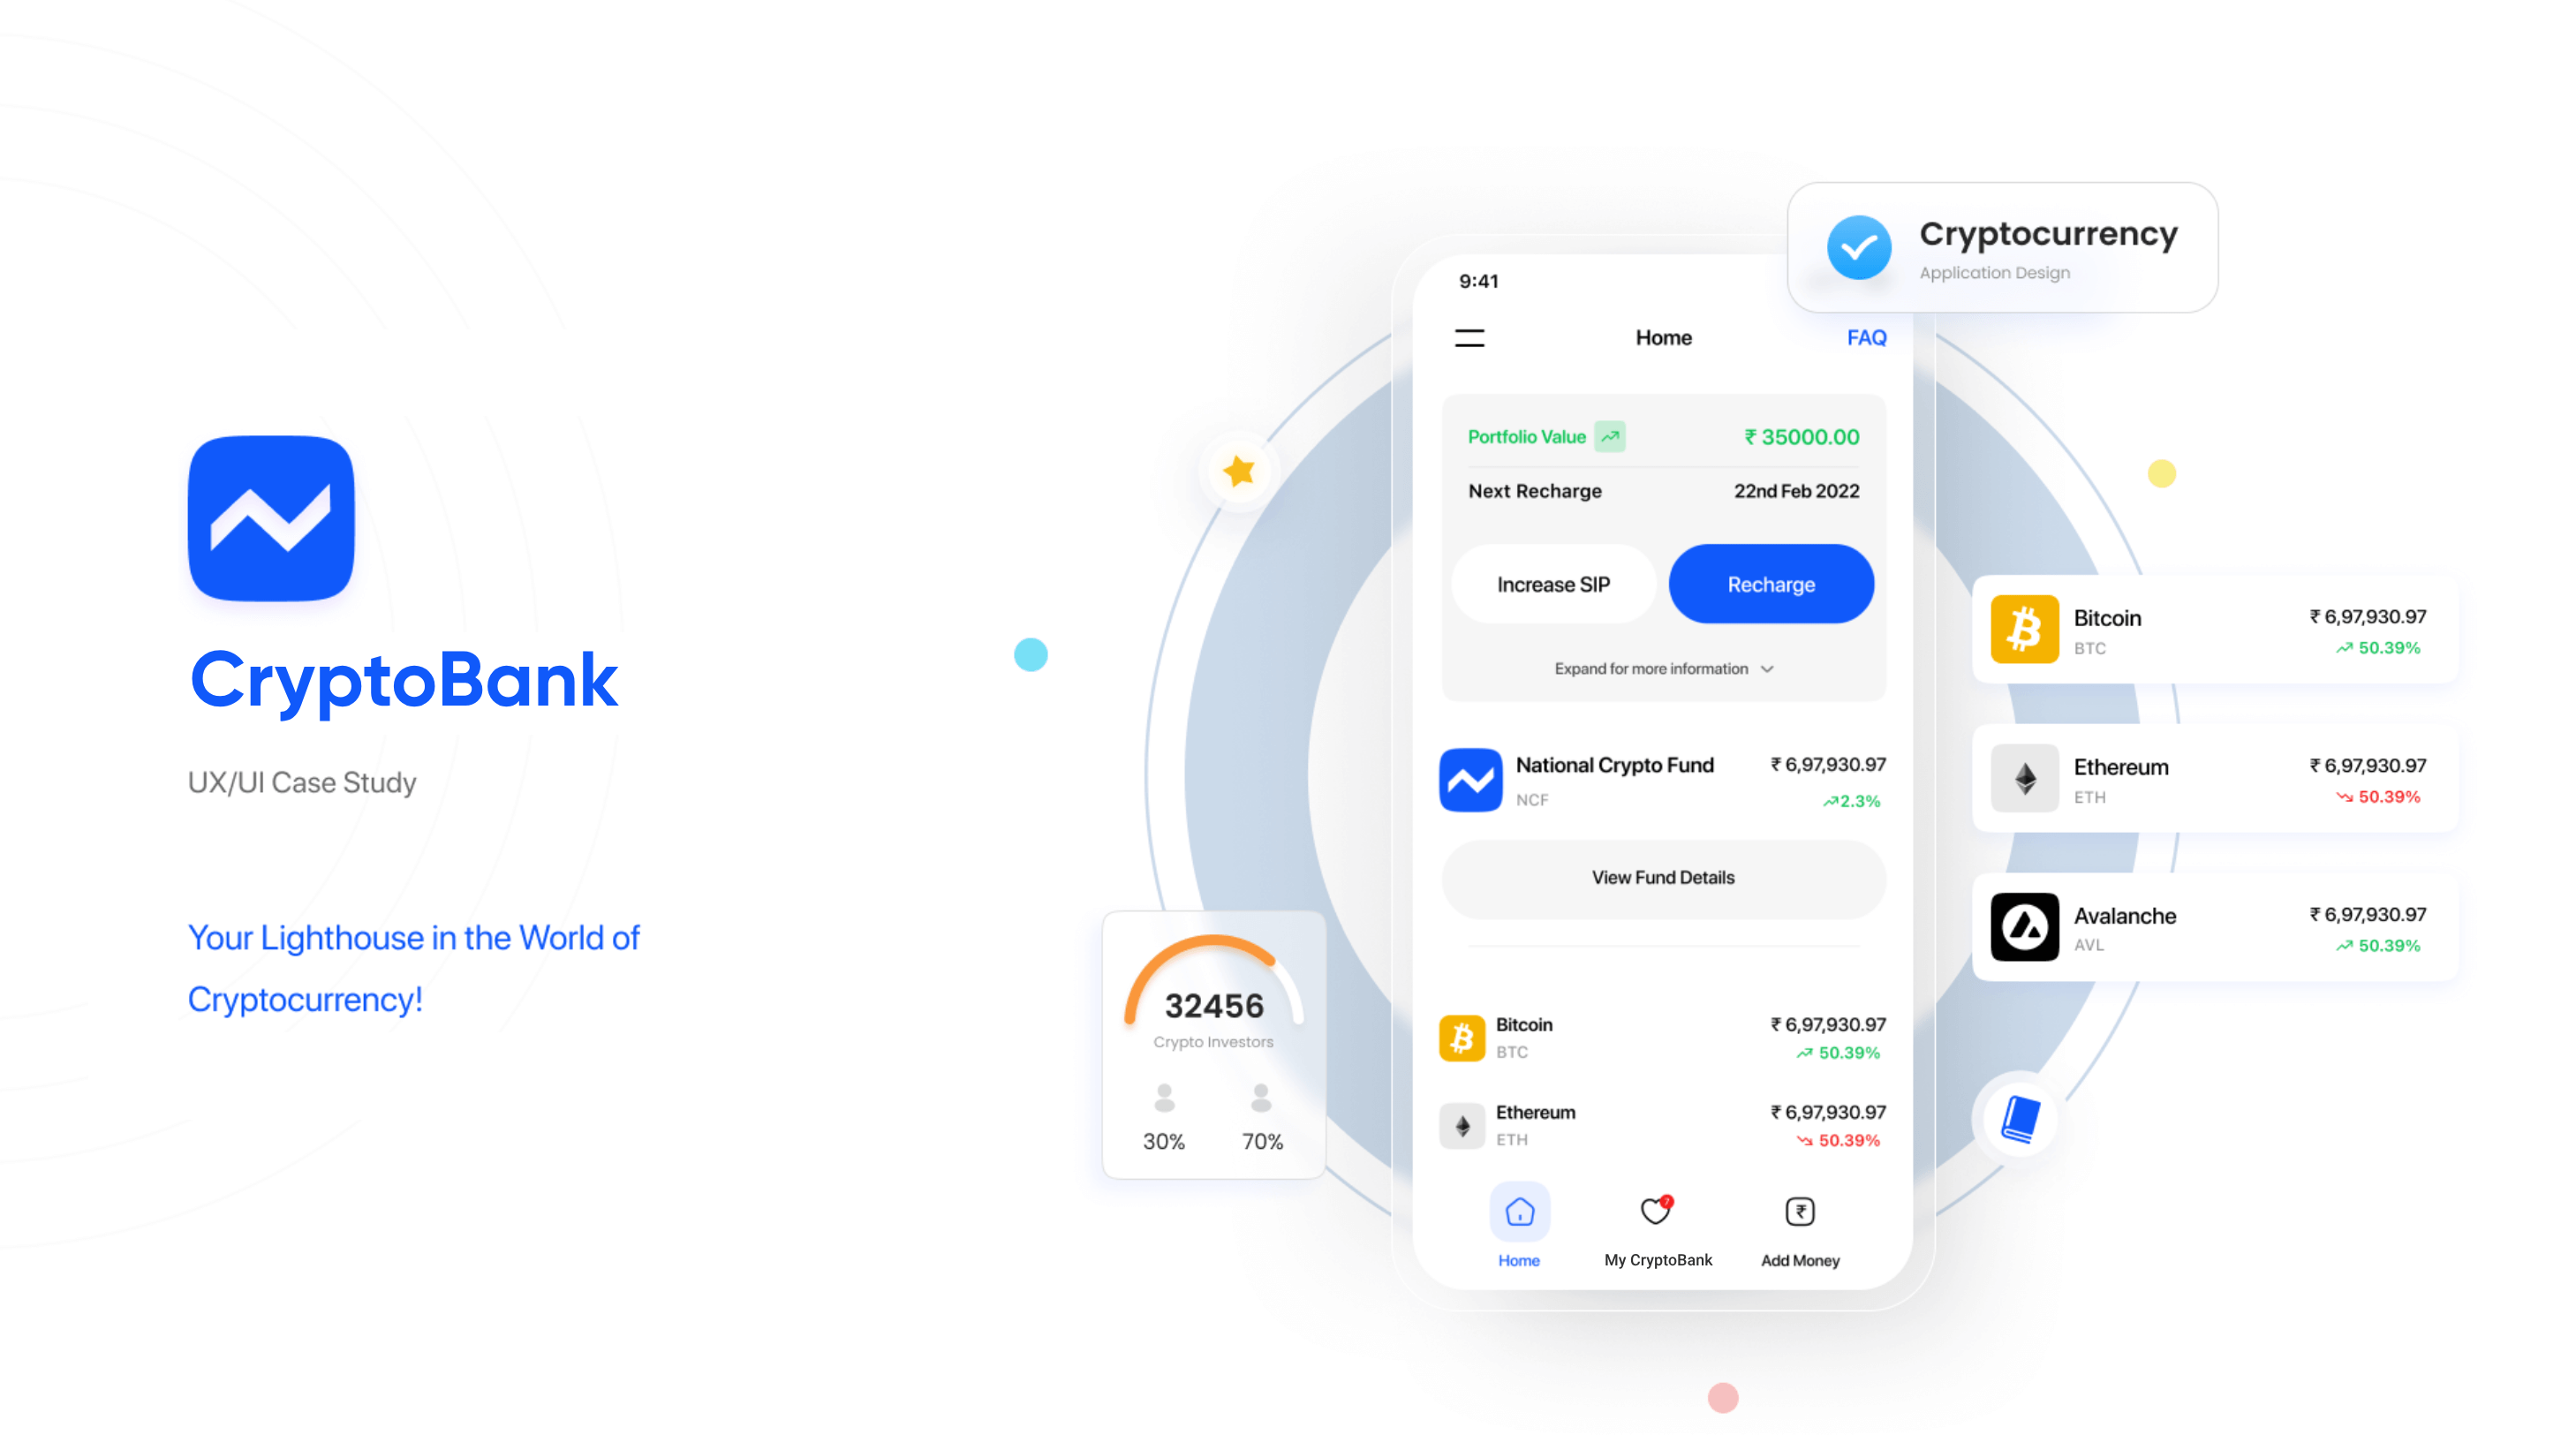 CryptoBank
UX/UI Case Study
Your Lighthouse in the World of
Cryptocurrency!
Cryptocurrency
Application Design
9:41
Home
FAQ
Portfolio Value
₹ 35000.00
Next Recharge
22nd Feb 2022
Increase SIP
Recharge
Expand for more information
National Crypto Fund
₹ 6,97,930.97
NCF
2.3%
View Fund Details
Bitcoin
₹ 6,97,930.97
BTC
50.39%
Ethereum
₹ 6,97,930.97
ETH
50.39%
7
Home
My CryptoBank
Add Money
32456
Crypto Investors
30%
70%
Bitcoin
₹ 6,97,930.97
BTC
50.39%
Ethereum
₹ 6,97,930.97
ETH
50.39%
Avalanche
₹ 6,97,930.97
AVL
50.39%